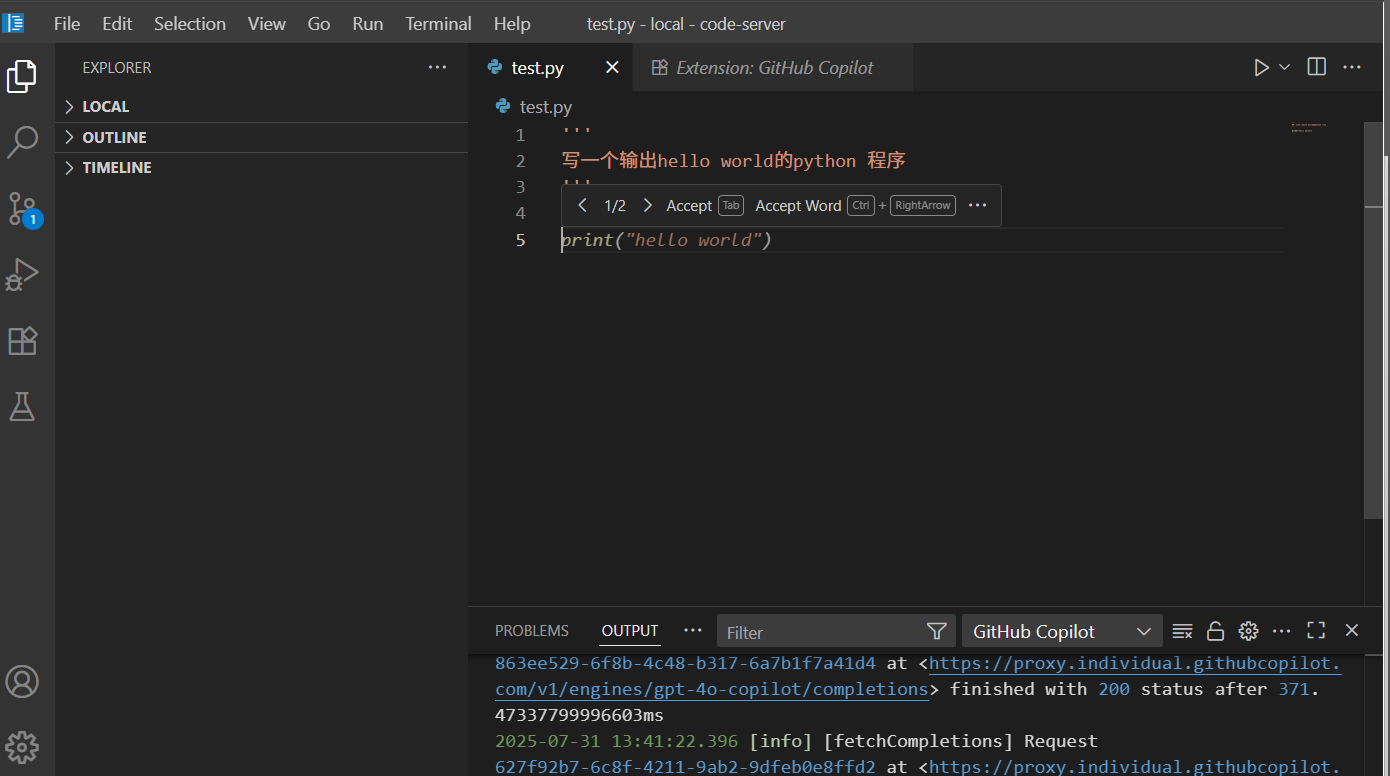 File Edit Selection View Go Run Terminal Help test.py - local - code-server
EXPLORER
LOCAL
OUTLINE
TIMELINE
1
test.py Extension: GitHub Copilot
test.py
1 '''
2 写一个输出hello world的python 程序
3 '''
1/2 Accept Tab Accept Word Ctrl + RightArrow
4
5 print("hello world")
PROBLEMS OUTPUT Filter GitHub Copilot
863ee529-6f8b-4c48-b317-6a7b1f7a41d4 at <https://proxy.individual.githubcopilot.
com/v1/engines/gpt-4o-copilot/completions> finished with 200 status after 371.
47337799996603ms
2025-07-31 13:41:22.396 [info] [fetchCompletions] Request
627f92b7-6c8f-4211-9ab2-9dfeb0e8ffd2 at <https://proxy.individual.githubcopilot.